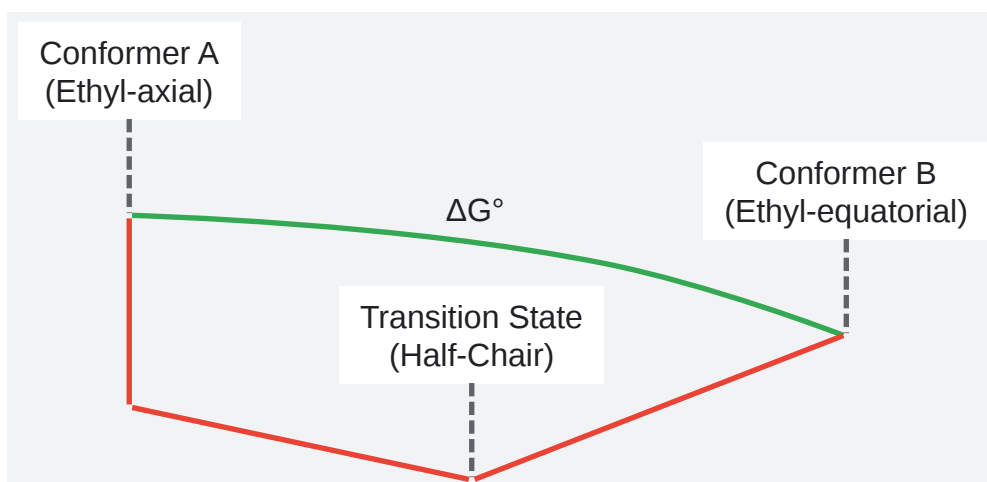 Conformer A
(Ethyl-axial)
Conformer B
(Ethyl-equatorial)
ΔG°
Transition State
(Half-Chair)